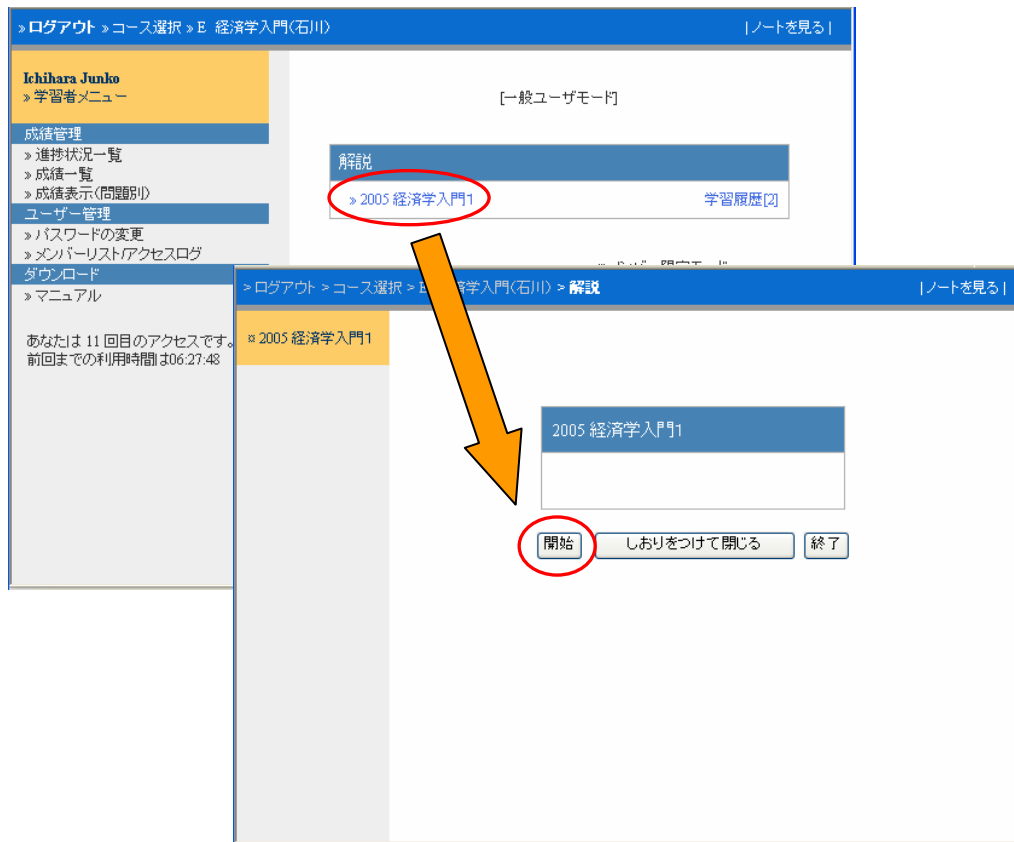 »ログアウト »コース選択 »E 経済学入門(石川)
|ノートを見る|
Ichihara Junko
»学習者メニュー
[一般ユーザモード]
成績管理
»進捗状況一覧
»成績一覧
»成績表示(問題別)
ユーザー管理
»パスワードの変更
»メンバーリスト/アクセスログ
ダウンロード
»マニュアル
あなたは 11 回目のアクセスです。
前回までの利用時間は06:27:48
解説
»2005 経済学入門1
学習履歴[2]
>ログアウト >コース選択 >E 済学入門(石川) >解説
|ノートを見る|
¤2005 経済学入門1
2005 経済学入門1
開始
しおりをつけて閉じる
終了